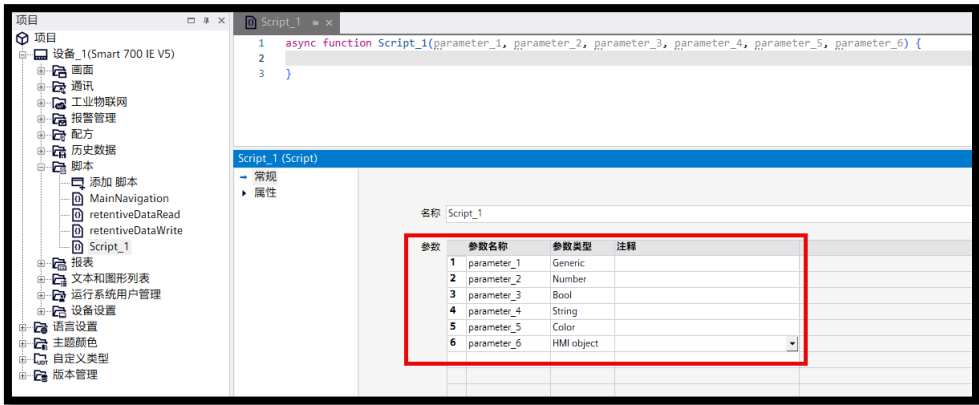 项目
项目
设备_1(Smart 700 IE V5)
画面
通讯
工业物联网
报警管理
配方
历史数据
脚本
添加 脚本
MainNavigation
retentiveDataRead
retentiveDataWrite
Script_1
报表
文本和图形列表
运行系统用户管理
设备设置
语言设置
主题颜色
自定义类型
版本管理
Script_1
1 async function Script_1(parameter_1, parameter_2, parameter_3, parameter_4, parameter_5, parameter_6) {
2
3 }
Script_1 (Script)
常规
属性
名称 Script_1
参数 参数名称 参数类型 注释
1 parameter_1 Generic
2 parameter_2 Number
3 parameter_3 Bool
4 parameter_4 String
5 parameter_5 Color
6 parameter_6 HMI object